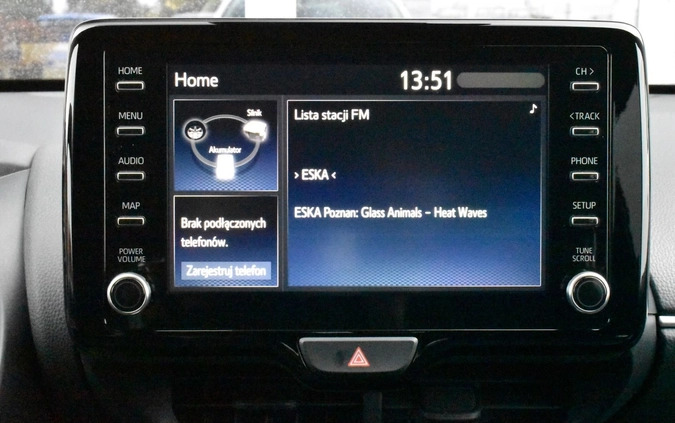 HOME
MENU
AUDIO
MAP
POWER
VOLUME
Home
13:51
Silnik
Akumulator
Brak podłączonych
telefonów.
Zarejestruj telefon
Lista stacji FM
› ESKA ‹
ESKA Poznan: Glass Animals – Heat Waves
CH >
<TRACK
PHONE
SETUP
TUNE
SCROLL